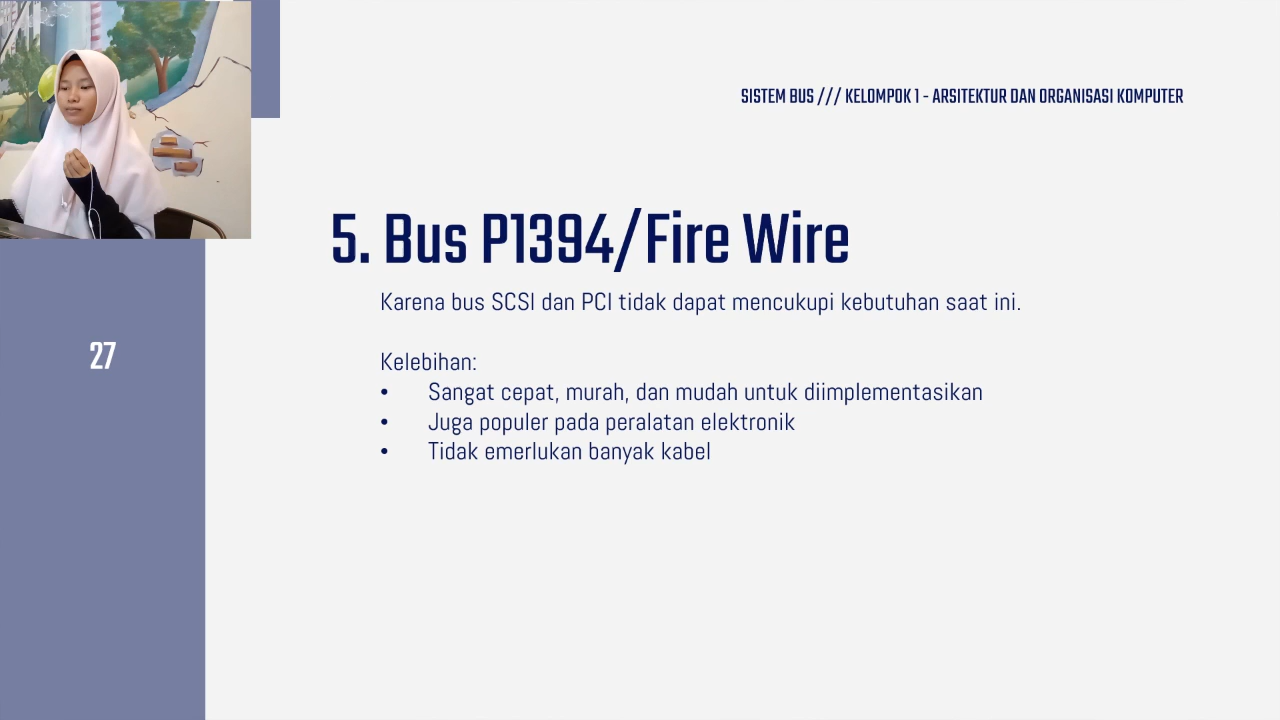 SISTEM BUS /// KELOMPOK 1 - ARSITEKTUR DAN ORGANISASI KOMPUTER
5. Bus P1394/Fire Wire
Karena bus SCSI dan PCI tidak dapat mencukupi kebutuhan saat ini.
27
Kelebihan:
• Sangat cepat, murah, dan mudah untuk diimplementasikan
• Juga populer pada peralatan elektronik
• Tidak emerlukan banyak kabel